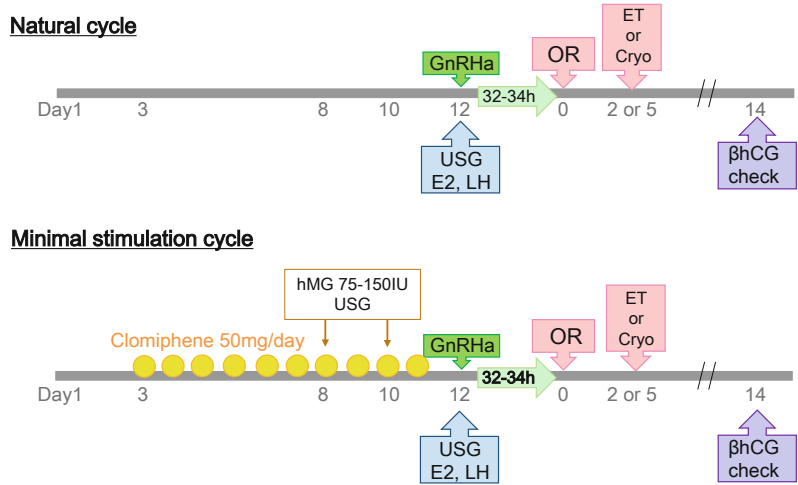 Natural cycle
ET
or
Cryo
OR
GnRHa
32-34h
Day1 3 8 10 12 0 2 or 5 14
USG
E2, LH
βhCG
check
Minimal stimulation cycle
hMG 75-150IU
USG
ET
or
Cryo
OR
Clomiphene 50mg/day
GnRHa
32-34h
Day1 3 8 10 12 0 2 or 5 14
USG
E2, LH
βhCG
check